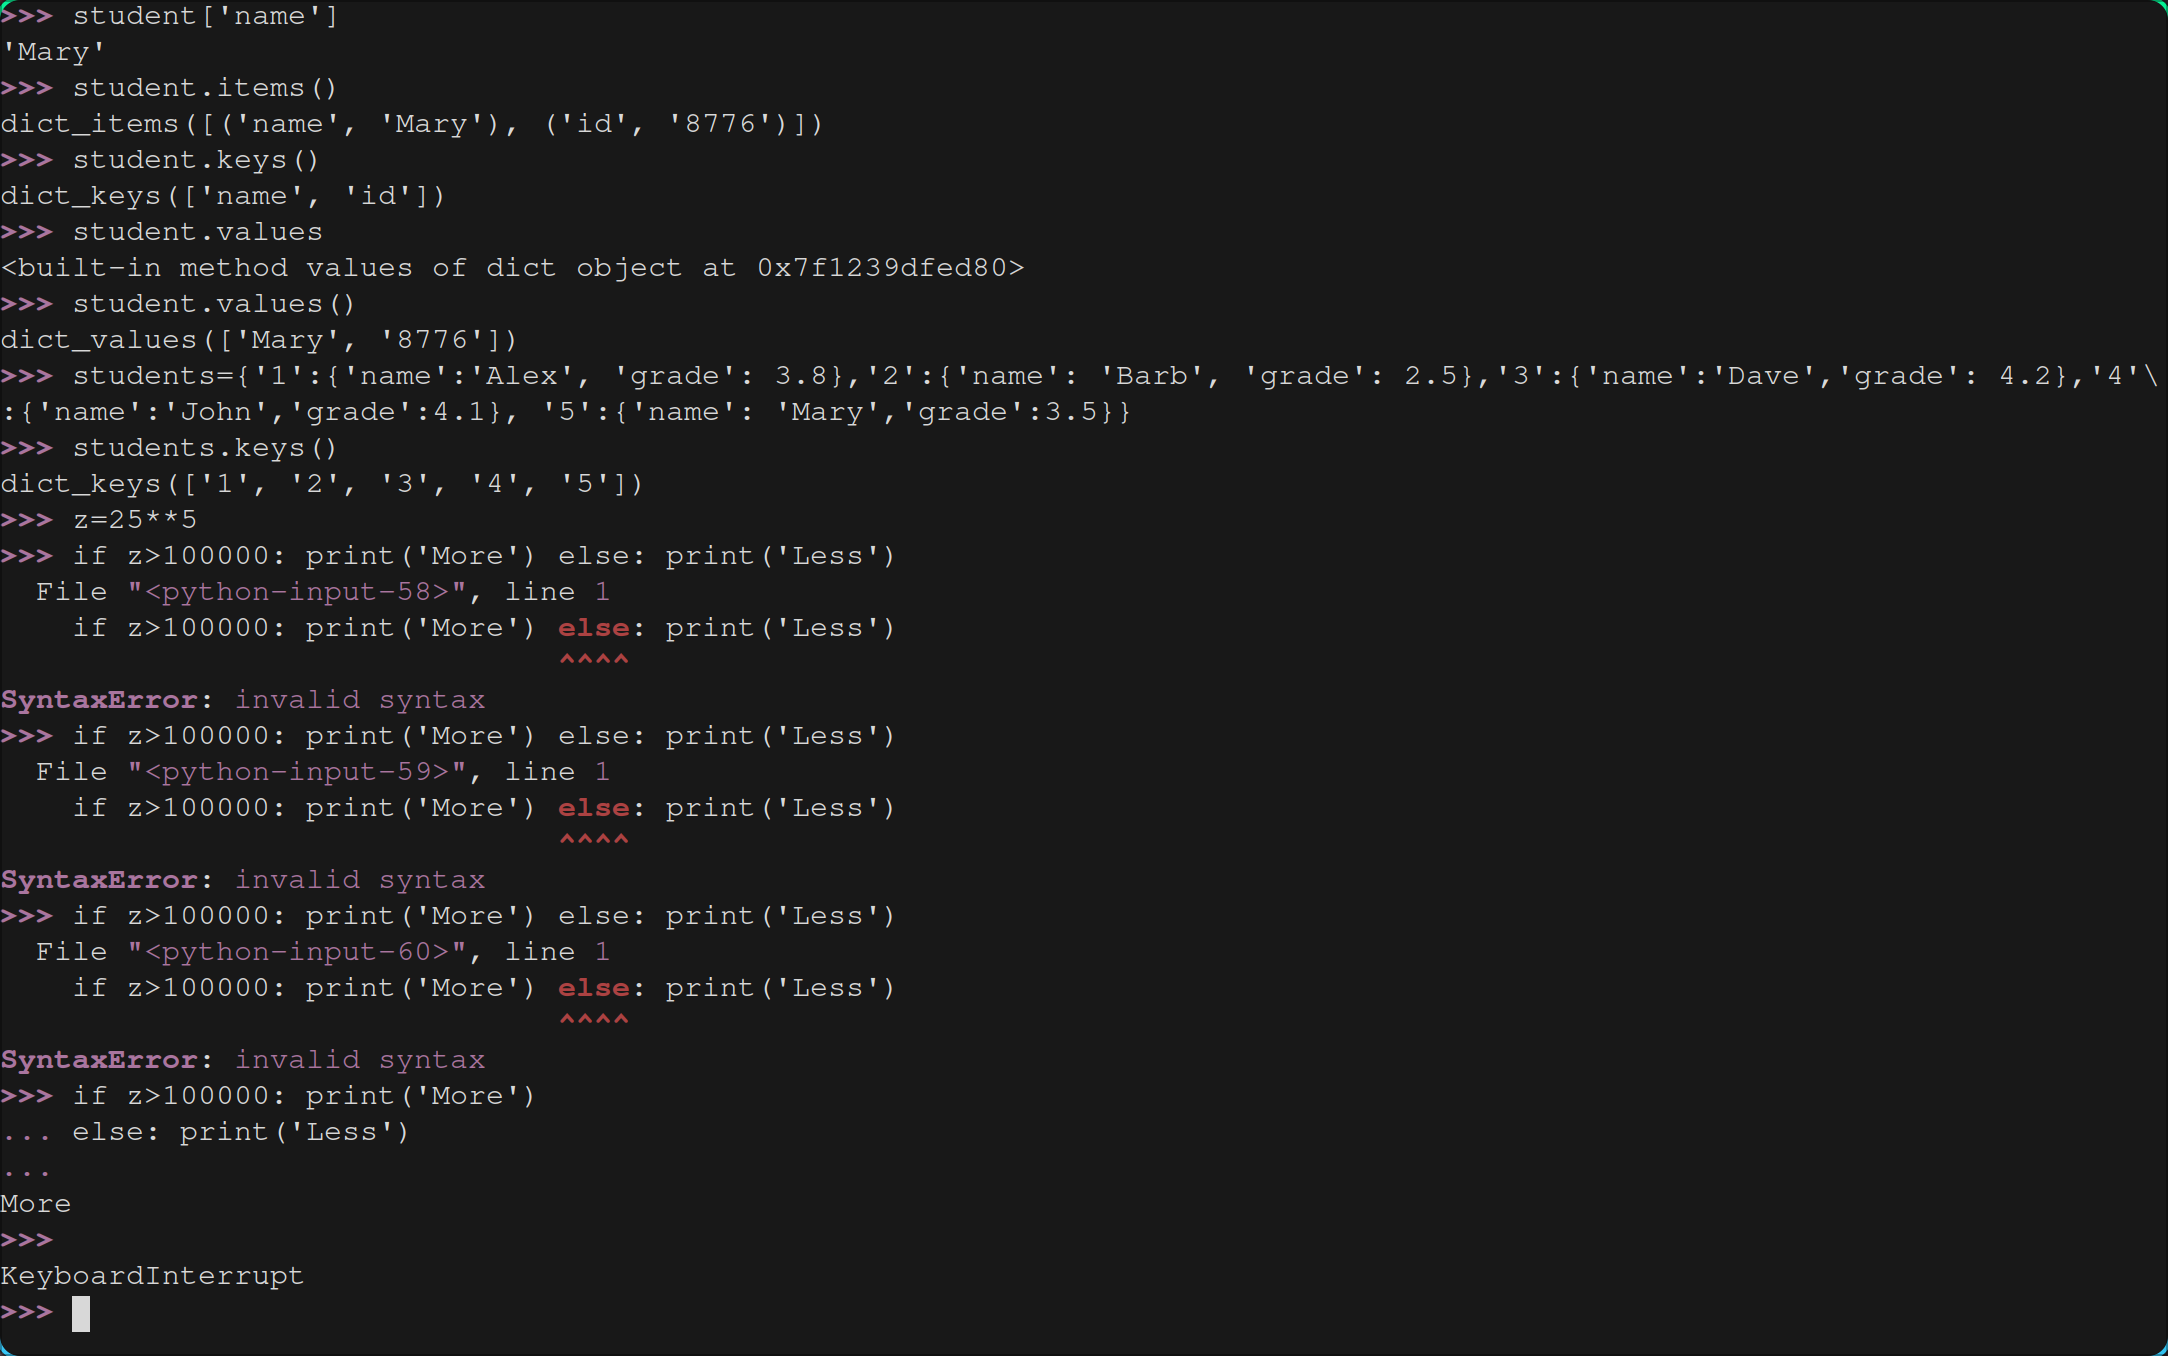 >>> student['name']
'Mary'
>>> student.items()
dict_items([('name', 'Mary'), ('id', '8776')])
>>> student.keys()
dict_keys(['name', 'id'])
>>> student.values
<built-in method values of dict object at 0x7f1239dfed80>
>>> student.values()
dict_values(['Mary', '8776'])
>>> students={'1':{'name':'Alex', 'grade': 3.8},'2':{'name': 'Barb', 'grade': 2.5},'3':{'name':'Dave','grade': 4.2},'4'\
:{'name':'John','grade':4.1}, '5':{'name': 'Mary','grade':3.5}}
>>> students.keys()
dict_keys(['1', '2', '3', '4', '5'])
>>> z=25**5
>>> if z>100000: print('More') else: print('Less')
  File "<python-input-58>", line 1
    if z>100000: print('More') else: print('Less')
                               ^^^^
SyntaxError: invalid syntax
>>> if z>100000: print('More') else: print('Less')
  File "<python-input-59>", line 1
    if z>100000: print('More') else: print('Less')
                               ^^^^
SyntaxError: invalid syntax
>>> if z>100000: print('More') else: print('Less')
  File "<python-input-60>", line 1
    if z>100000: print('More') else: print('Less')
                               ^^^^
SyntaxError: invalid syntax
>>> if z>100000: print('More')
... else: print('Less')
...
More
>>>
KeyboardInterrupt
>>>